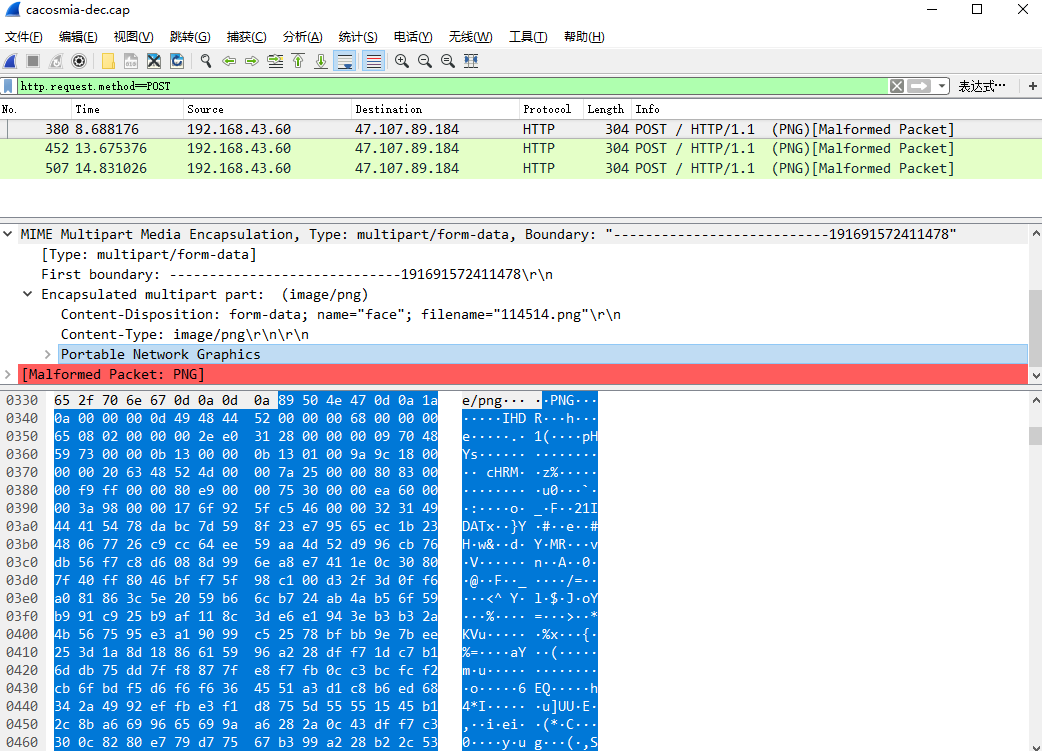 cacosmia-dec.cap
文件(F) 编辑(E) 视图(V) 跳转(G) 捕获(C) 分析(A) 统计(S) 电话(Y) 无线(W) 工具(T) 帮助(H)
http.request.method==POST 表达式… +
No. Time Source Destination Protocol Length Info
380 8.688176 192.168.43.60 47.107.89.184 HTTP 304 POST / HTTP/1.1 (PNG)[Malformed Packet]
452 13.675376 192.168.43.60 47.107.89.184 HTTP 304 POST / HTTP/1.1 (PNG)[Malformed Packet]
507 14.831026 192.168.43.60 47.107.89.184 HTTP 304 POST / HTTP/1.1 (PNG)[Malformed Packet]
MIME Multipart Media Encapsulation, Type: multipart/form-data, Boundary: "---------------------------191691572411478"
[Type: multipart/form-data]
First boundary: -----------------------------191691572411478\r\n
Encapsulated multipart part: (image/png)
Content-Disposition: form-data; name="face"; filename="114514.png"\r\n
Content-Type: image/png\r\n\r\n
Portable Network Graphics
[Malformed Packet: PNG]
0330 65 2f 70 6e 67 0d 0a 0d 0a 89 50 4e 47 0d 0a 1a e/png···· ·PNG···
0340 0a 00 00 00 0d 49 48 44 52 00 00 00 68 00 00 00 ·····IHD R···h···
0350 65 08 02 00 00 00 2e e0 31 28 00 00 00 09 70 48 e·····.· 1(····pH
0360 59 73 00 00 0b 13 00 00 0b 13 01 00 9a 9c 18 00 Ys······ ········
0370 00 00 20 63 48 52 4d 00 00 7a 25 00 00 80 83 00 ·· cHRM· ·z%·····
0380 00 f9 ff 00 00 80 e9 00 00 75 30 00 00 ea 60 00 ········ ·u0···`·
0390 00 3a 98 00 00 17 6f 92 5f c5 46 00 00 32 31 49 ·:····o· _·F··21I
03a0 44 41 54 78 da bc 7d 59 8f 23 e7 95 65 ec 1b 23 DATx··}Y ·#··e··#
03b0 48 06 77 26 c9 cc 64 ee 59 aa 4d 52 d9 96 cb 76 H·w&··d· Y·MR···v
03c0 db 56 f7 c8 d6 08 8d 99 6e a8 e7 41 1e 0c 30 80 ·V······ n··A··0·
03d0 7f 40 ff 80 46 bf f7 5f 98 c1 00 d3 2f 3d 0f f6 ·@··F··_ ····/=··
03e0 a0 81 86 3c 5e 20 59 b6 6c b7 24 ab 4a b5 6f 59 ···<^ Y· l·$·J·oY
03f0 b9 91 c9 25 b9 af 11 8c 3d e6 e1 94 3e b3 b3 2a ···%···· =···>··*
0400 4b 56 75 95 e3 a1 90 99 c5 25 78 bf bb 9e 7b ee KVu····· ·%x···{·
0410 25 3d 1a 8d 18 86 61 59 96 a2 28 df f7 1d c7 b1 %=····aY ··(·····
0420 6d db 75 dd 7f f8 87 7f e8 f7 fb 0c c3 bc fc f2 m·u····· ········
0430 cb 6f bd f5 d6 f6 f6 36 45 51 a3 d1 c8 b6 ed 68 ·o·····6 EQ·····h
0440 34 2a 49 92 ef fb e3 f1 d8 75 5d 55 55 15 45 b1 4*I····· ·u]UU·E·
0450 2c 8b a6 69 96 65 69 9a a6 28 2a 0c 43 df f7 c3 ,··i·ei· ·(*·C···
0460 30 0c 82 80 e7 79 d7 75 67 b3 99 a2 28 b2 2c 53 0····y·u g···(·,S